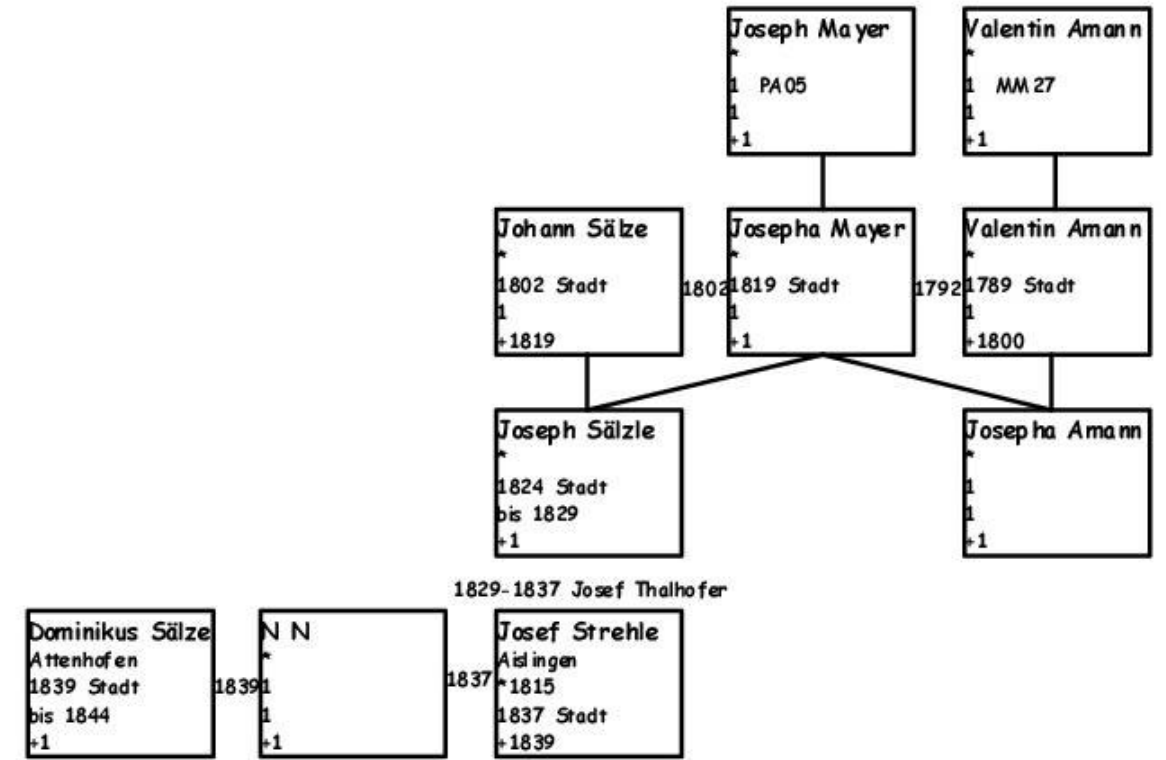 Joseph Mayer
*
1 PA05
1
+1
Valentin Amann
*
1 MM27
1
+1
Johann Sälze
*
1802 Stadt
1
+1819
1802
Josepha Mayer
*
1819 Stadt
1
+1
1792
Valentin Amann
*
1789 Stadt
1
+1800
Joseph Sälzle
*
1824 Stadt
bis 1829
+1
Josepha Amann
*
1
1
+1
1829-1837 Josef Thalhofer
Dominikus Sälze
Attenhofen
1839 Stadt
bis 1844
+1
1839
N N
*
1
1
+1
1837
Josef Strehle
Aislingen
*1815
1837 Stadt
+1839